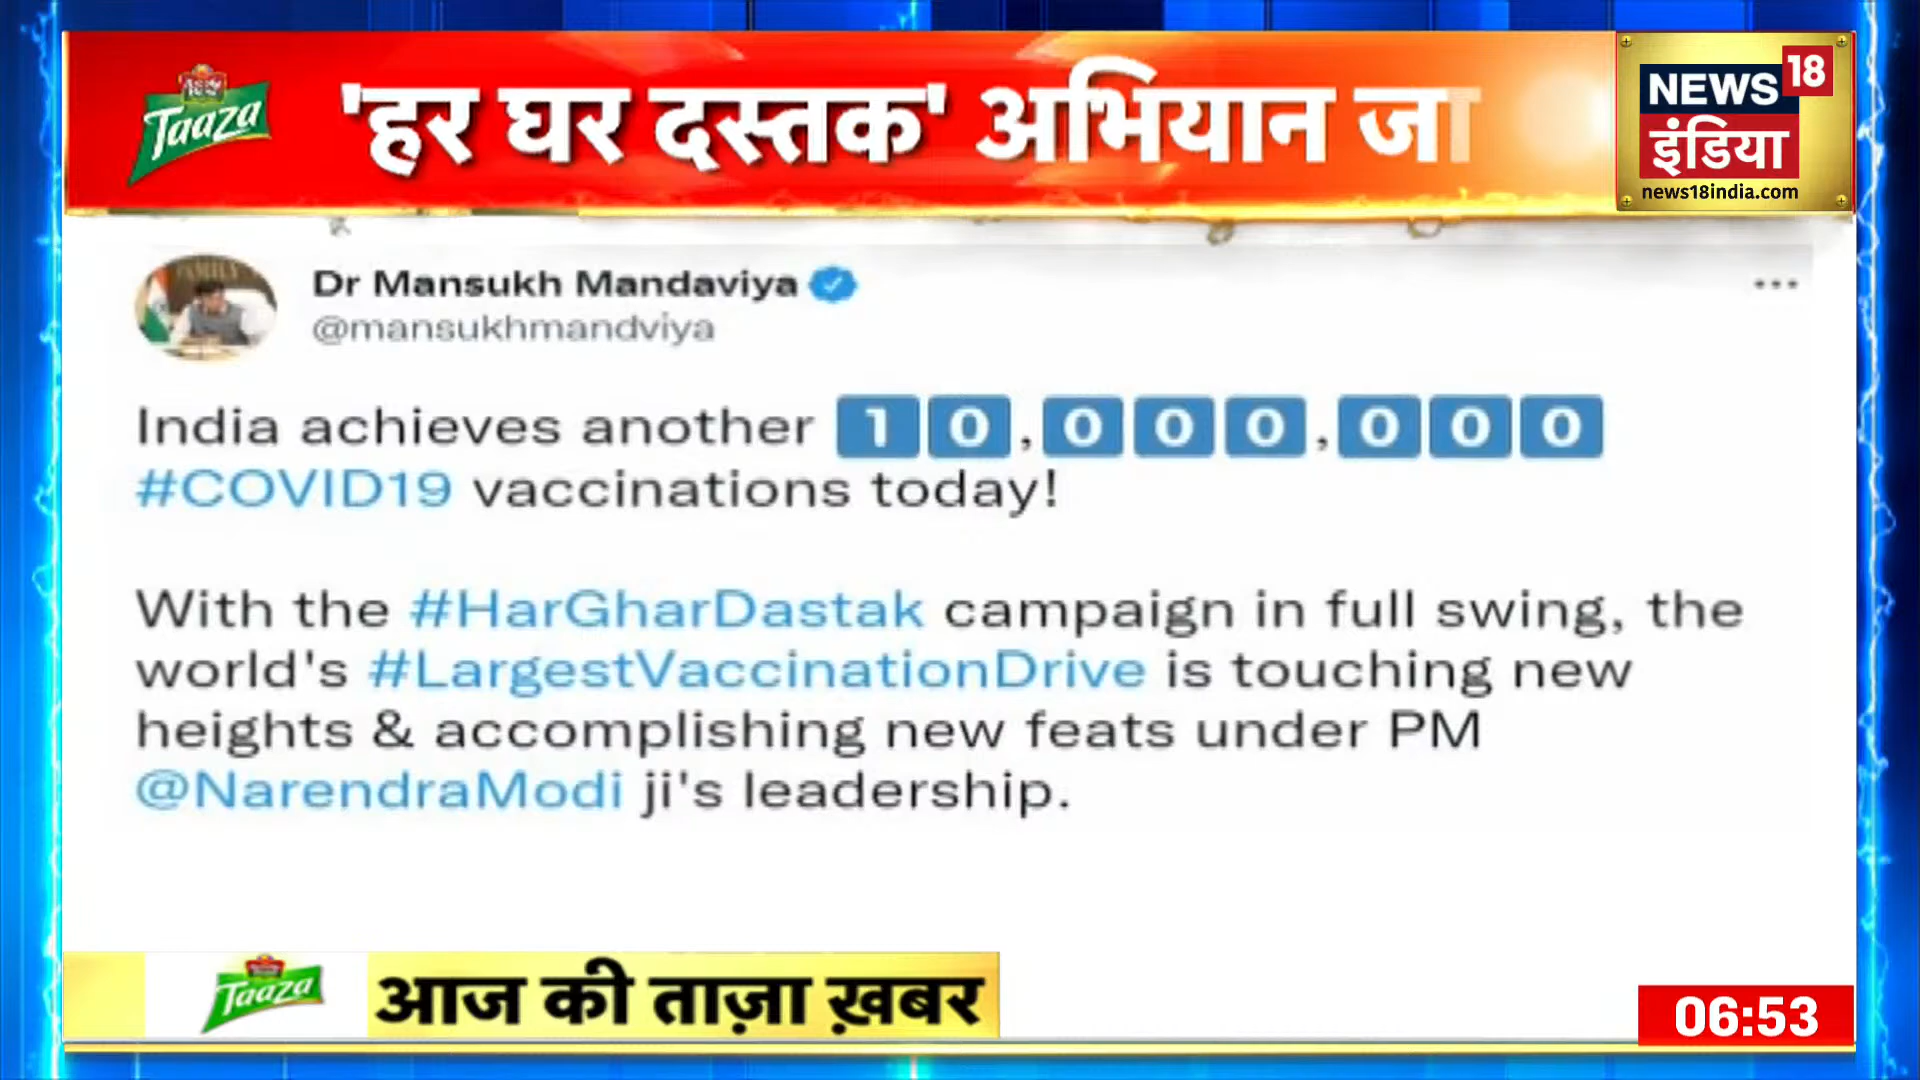 Taaza
'हर घर दस्तक' अभियान जा
NEWS 18
इंडिया
news18india.com
Dr Mansukh Mandaviya
@mansukhmandviya
India achieves another 10,000,000
#COVID19 vaccinations today!
With the #HarGharDastak campaign in full swing, the
world's #LargestVaccinationDrive is touching new
heights & accomplishing new feats under PM
@NarendraModi ji's leadership.
Taaza
आज की ताज़ा ख़बर
06:53